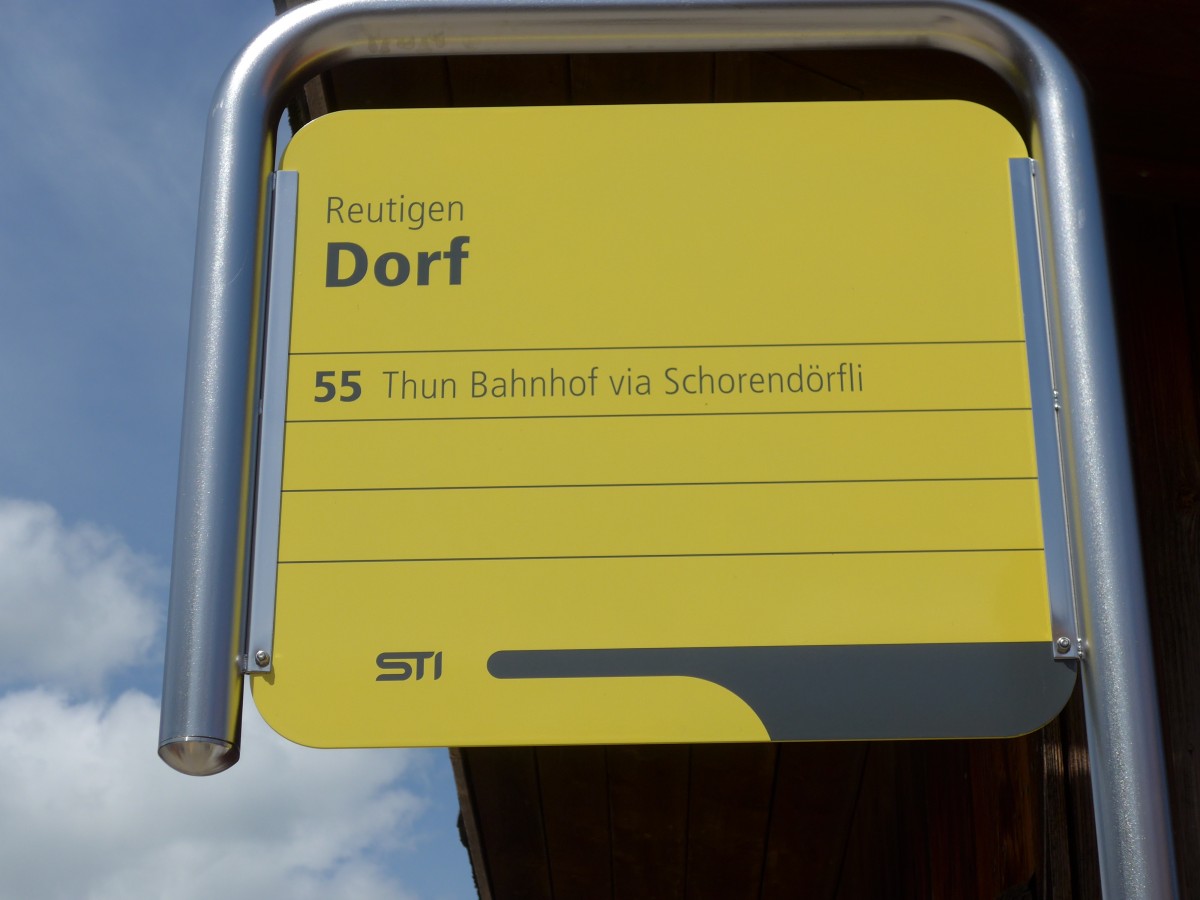 Reutigen
Dorf
55 Thun Bahnhof via Schorendörfli
STI